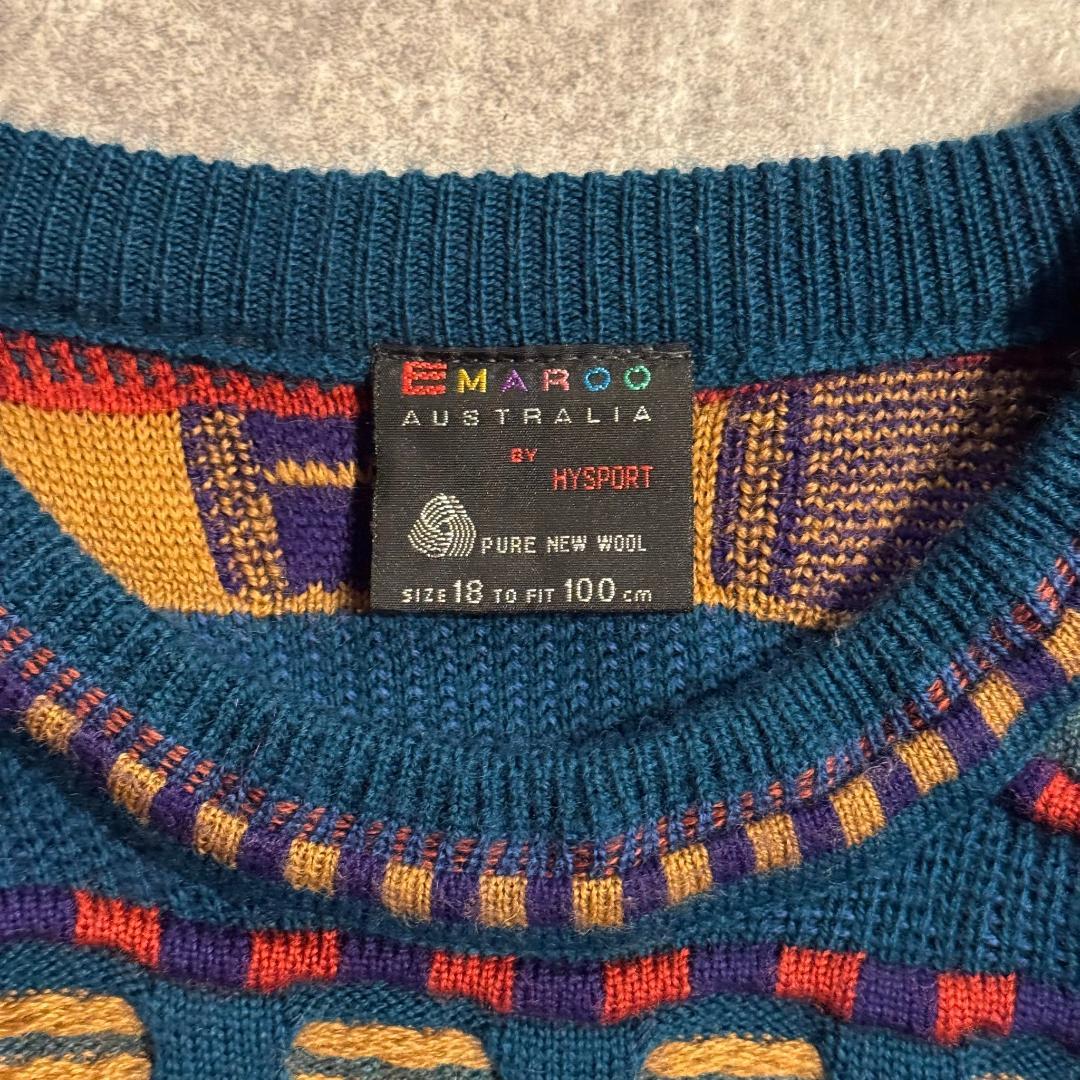 EMAROO
AUSTRALIA
BY
HYSPORT
PURE NEW WOOL
SIZE 18 TO FIT 100 cm